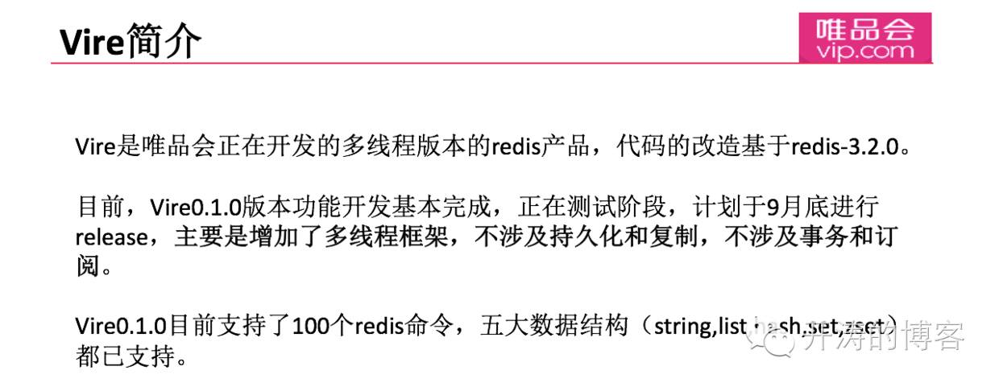 Vire简介
唯品会
vip.com
Vire是唯品会正在开发的多线程版本的redis产品，代码的改造基于redis-3.2.0。
目前，Vire0.1.0版本功能开发基本完成，正在测试阶段，计划于9月底进行
release，主要是增加了多线程框架，不涉及持久化和复制，不涉及事务和订
阅。
Vire0.1.0目前支持了100个redis命令，五大数据结构（string,list,hash,set,zset）
都已支持。
开涛的博客